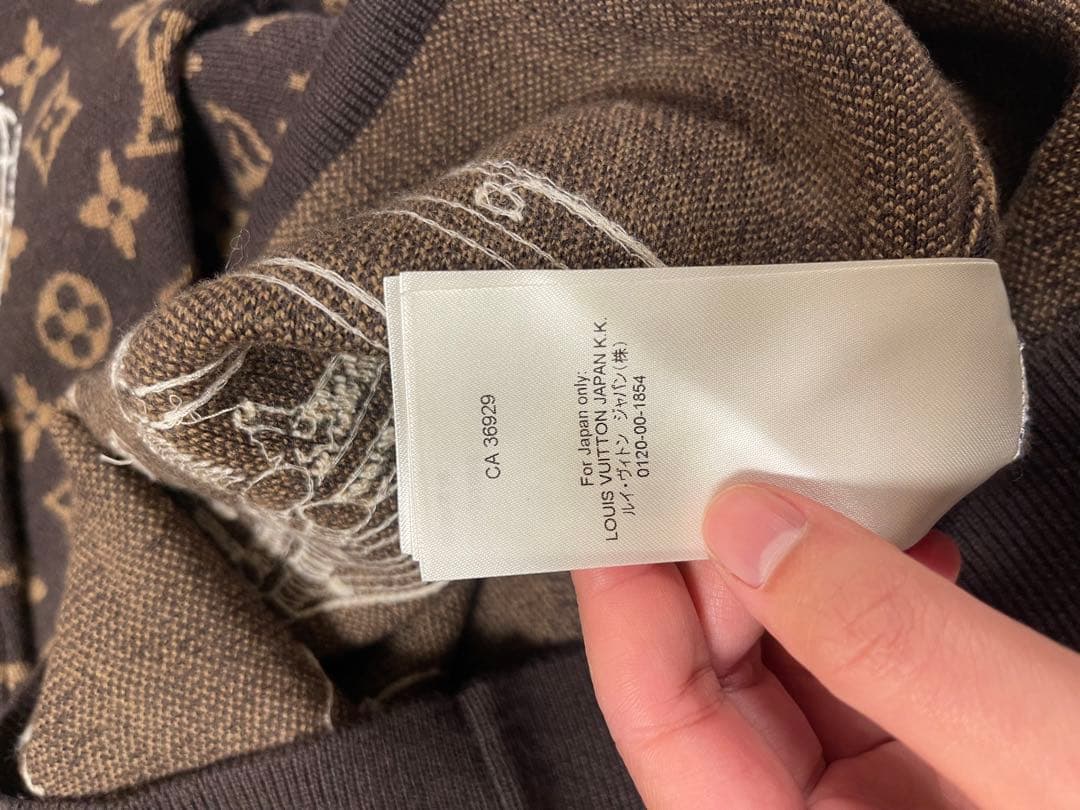 CA 36929
For Japan only:
LOUIS VUITTON JAPAN K.K.
ルイ・ヴィトン ジャパン(株)
0120-00-1854